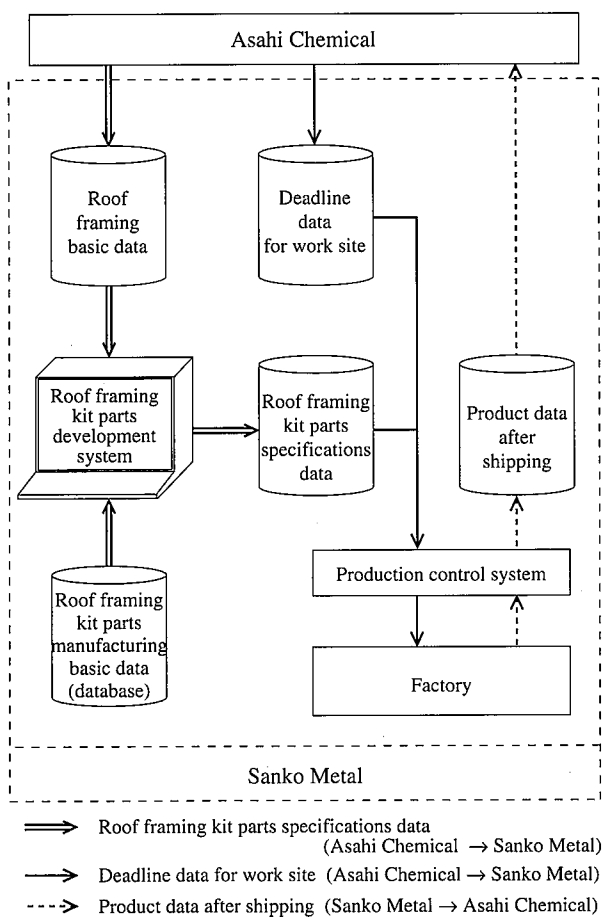 Asahi Chemical
Roof
framing
basic data
Deadline
data
for work site
Roof framing
kit parts
development
system
Roof framing
kit parts
specifications
data
Product data
after
shipping
Production control system
Roof framing
kit parts
manufacturing
basic data
(database)
Factory
Sanko Metal
Roof framing kit parts specifications data
(Asahi Chemical → Sanko Metal)
Deadline data for work site (Asahi Chemical → Sanko Metal)
Product data after shipping (Sanko Metal → Asahi Chemical)